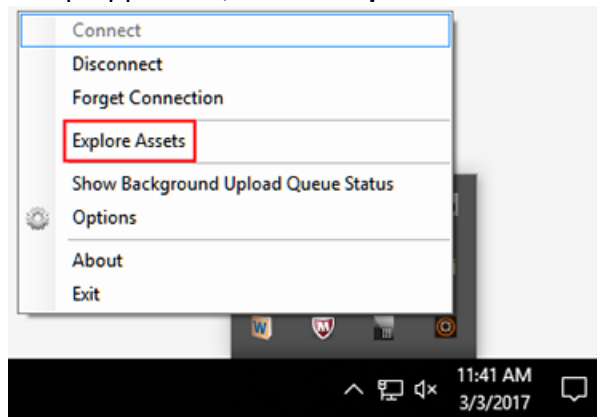 Connect
Disconnect
Forget Connection
Explore Assets
Show Background Upload Queue Status
Options
About
Exit
W
11:41 AM
3/3/2017